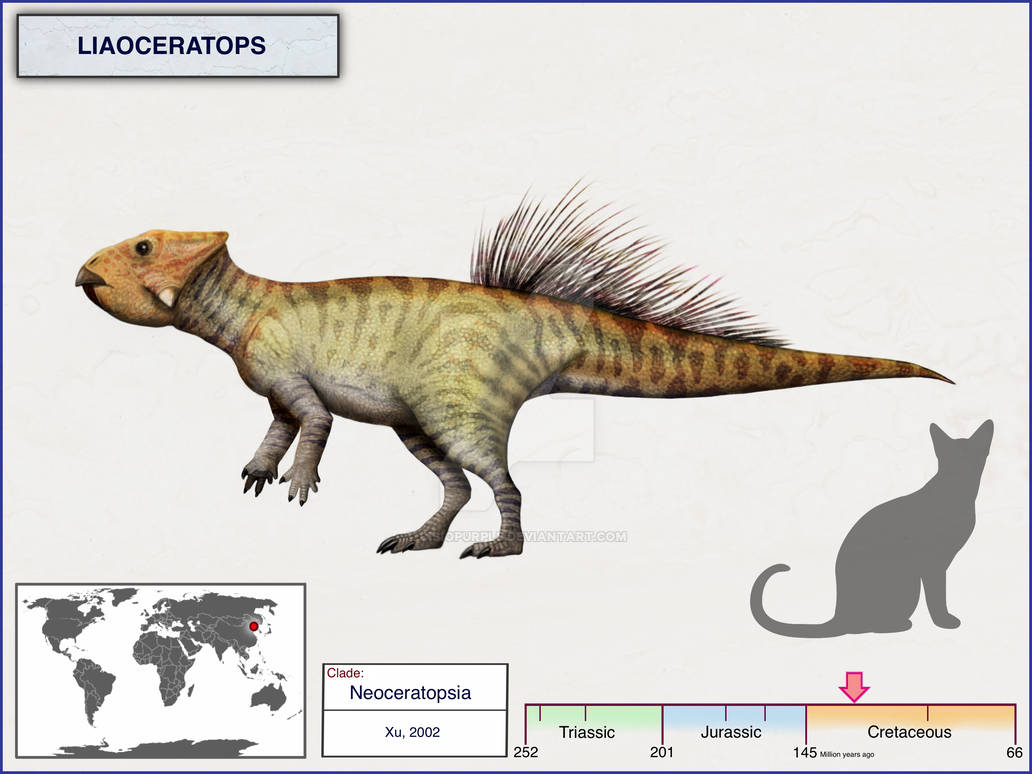 LIAOCERATOPS
Clade:
Neoceratopsia
Xu, 2002
Triassic
Jurassic
Cretaceous
252
201
145 Million years ago
66